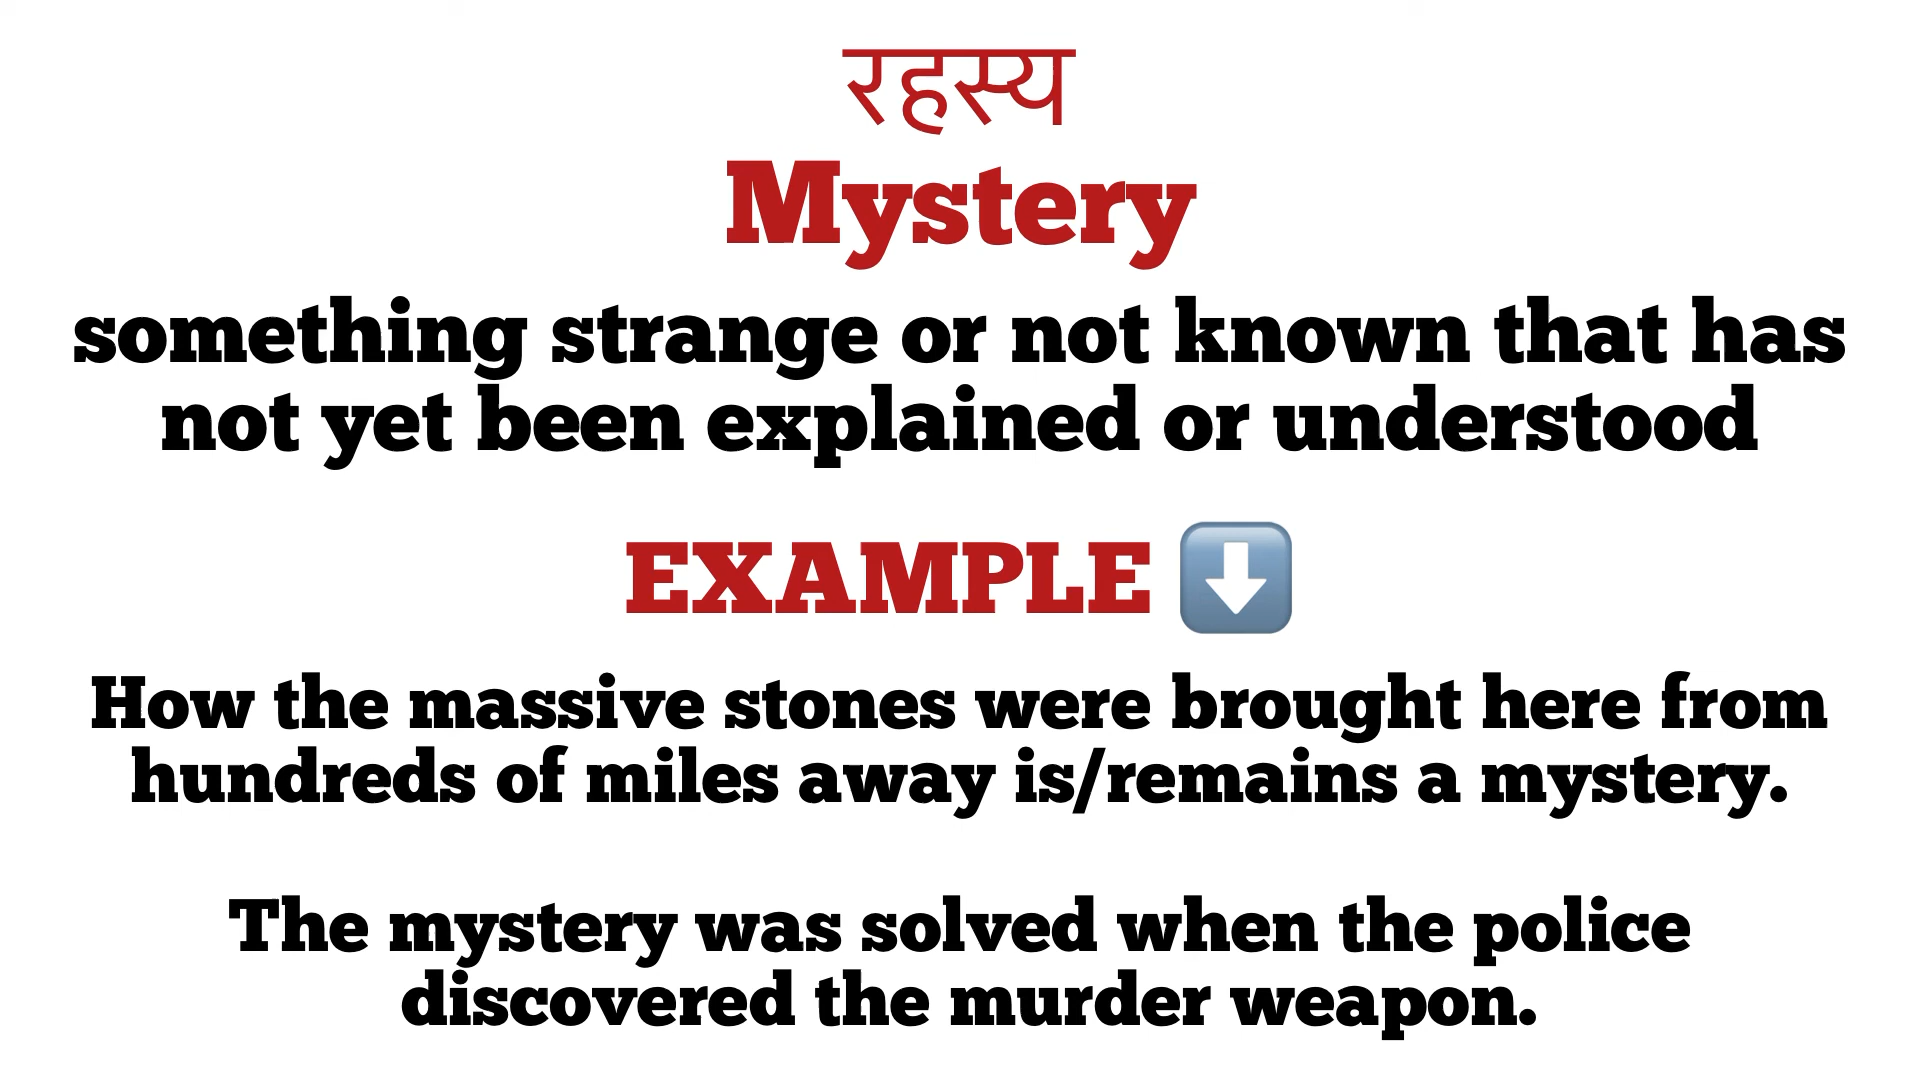 रहस्य
Mystery
something strange or not known that has
not yet been explained or understood
EXAMPLE ⬇️
How the massive stones were brought here from
hundreds of miles away is/remains a mystery.
The mystery was solved when the police
discovered the murder weapon.